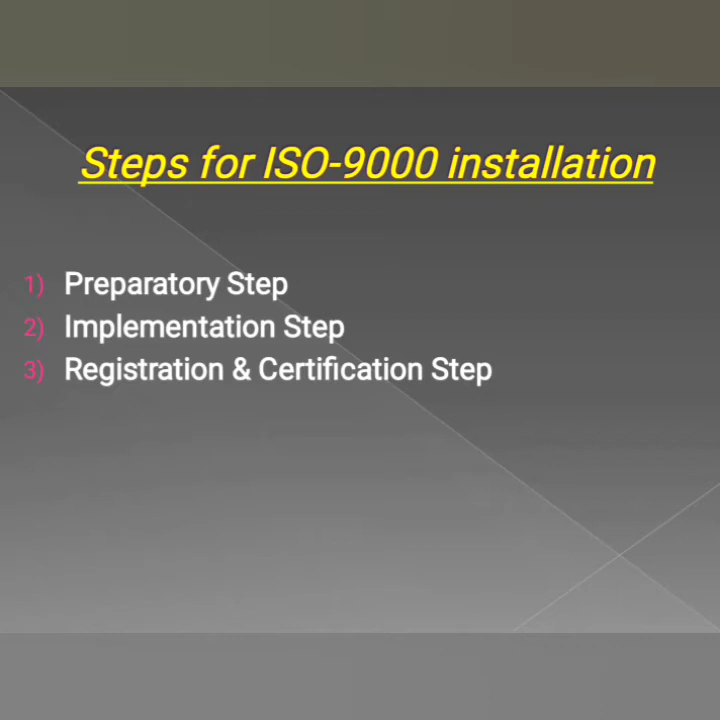 Steps for ISO-9000 installation
1) Preparatory Step
2) Implementation Step
3) Registration & Certification Step